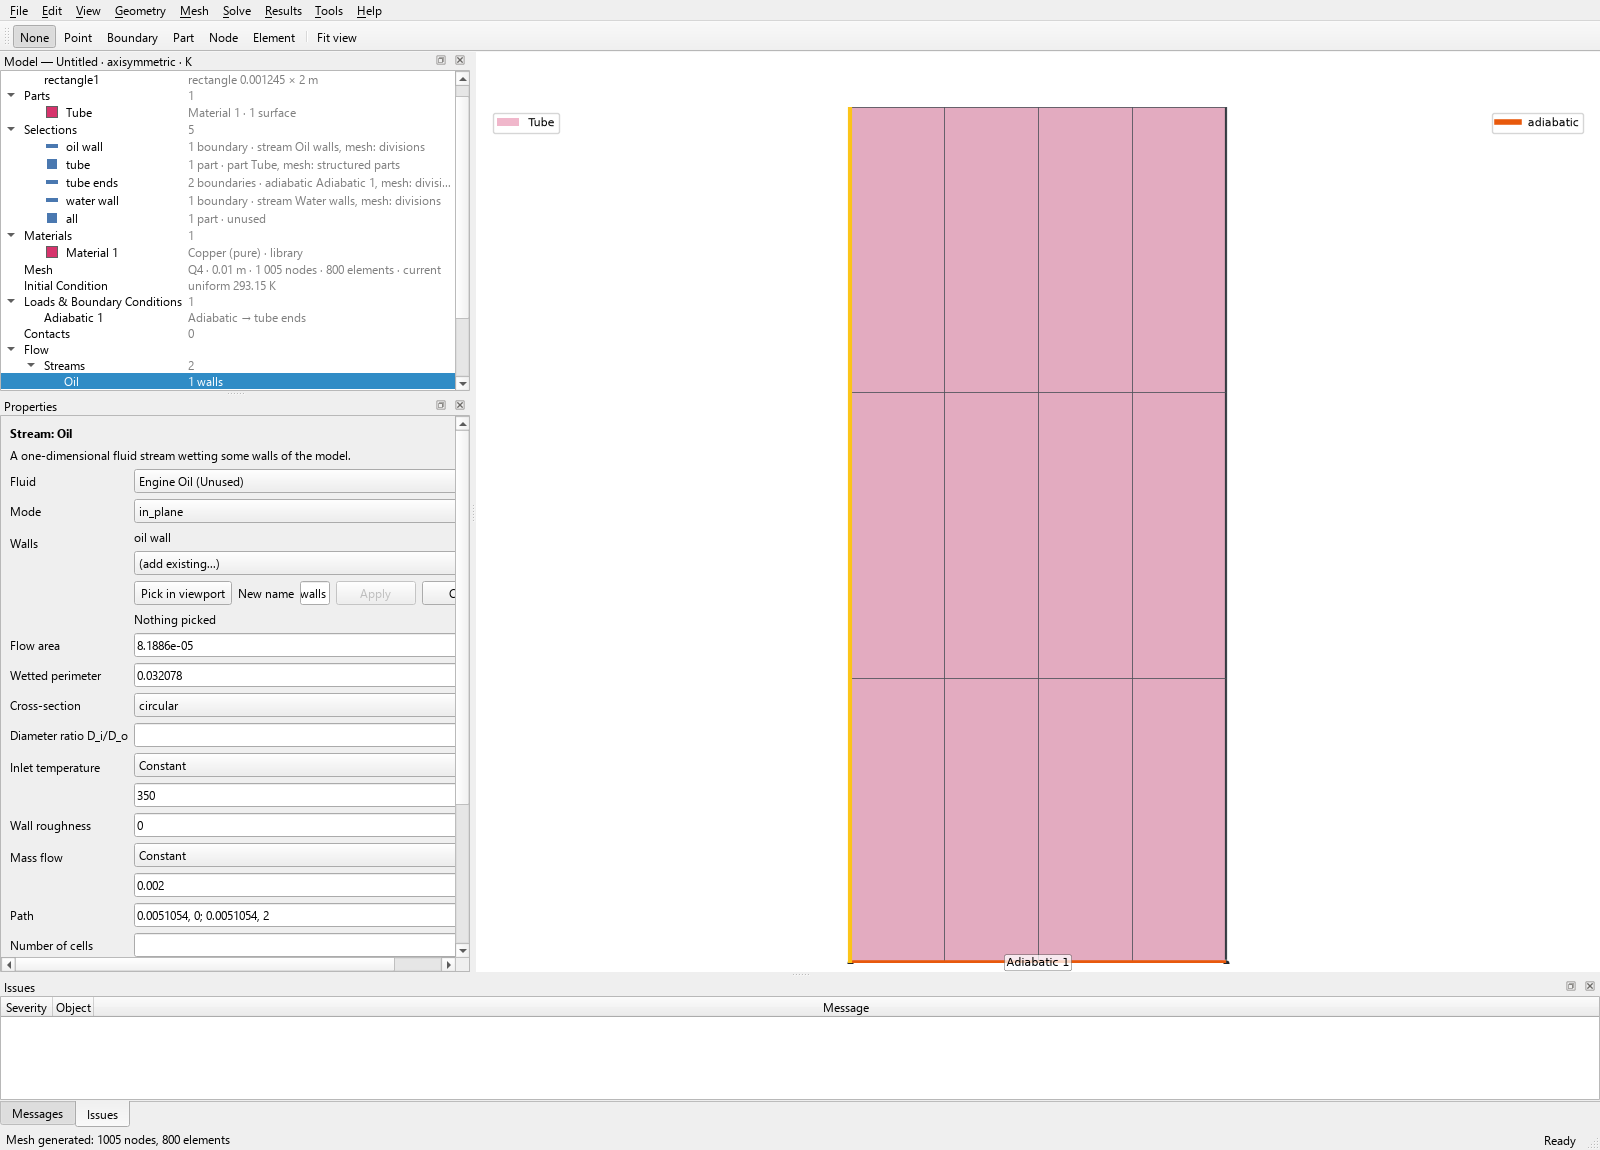 File Edit View Geometry Mesh Solve Results Tools Help
None Point Boundary Part Node Element Fit view
Model — Untitled · axisymmetric · K
rectangle1 rectangle 0.001245 × 2 m
Parts 1
Tube Material 1 · 1 surface
Selections 5
oil wall 1 boundary · stream Oil walls, mesh: divisions
tube 1 part · part Tube, mesh: structured parts
tube ends 2 boundaries · adiabatic Adiabatic 1, mesh: divisi...
water wall 1 boundary · stream Water walls, mesh: divisions
all 1 part · unused
Materials 1
Material 1 Copper (pure) · library
Mesh Q4 · 0.01 m · 1 005 nodes · 800 elements · current
Initial Condition uniform 293.15 K
Loads & Boundary Conditions 1
Adiabatic 1 Adiabatic → tube ends
Contacts 0
Flow
Streams 2
Oil 1 walls
Properties
Stream: Oil
A one-dimensional fluid stream wetting some walls of the model.
Fluid Engine Oil (Unused)
Mode in_plane
Walls oil wall
(add existing...)
Pick in viewport New name walls Apply C
Nothing picked
Flow area 8.1886e-05
Wetted perimeter 0.032078
Cross-section circular
Diameter ratio D_i/D_o
Inlet temperature Constant
350
Wall roughness 0
Mass flow Constant
0.002
Path 0.0051054, 0; 0.0051054, 2
Number of cells
Tube
adiabatic
Adiabatic 1
Issues
Severity Object Message
Messages Issues
Mesh generated: 1005 nodes, 800 elements Ready